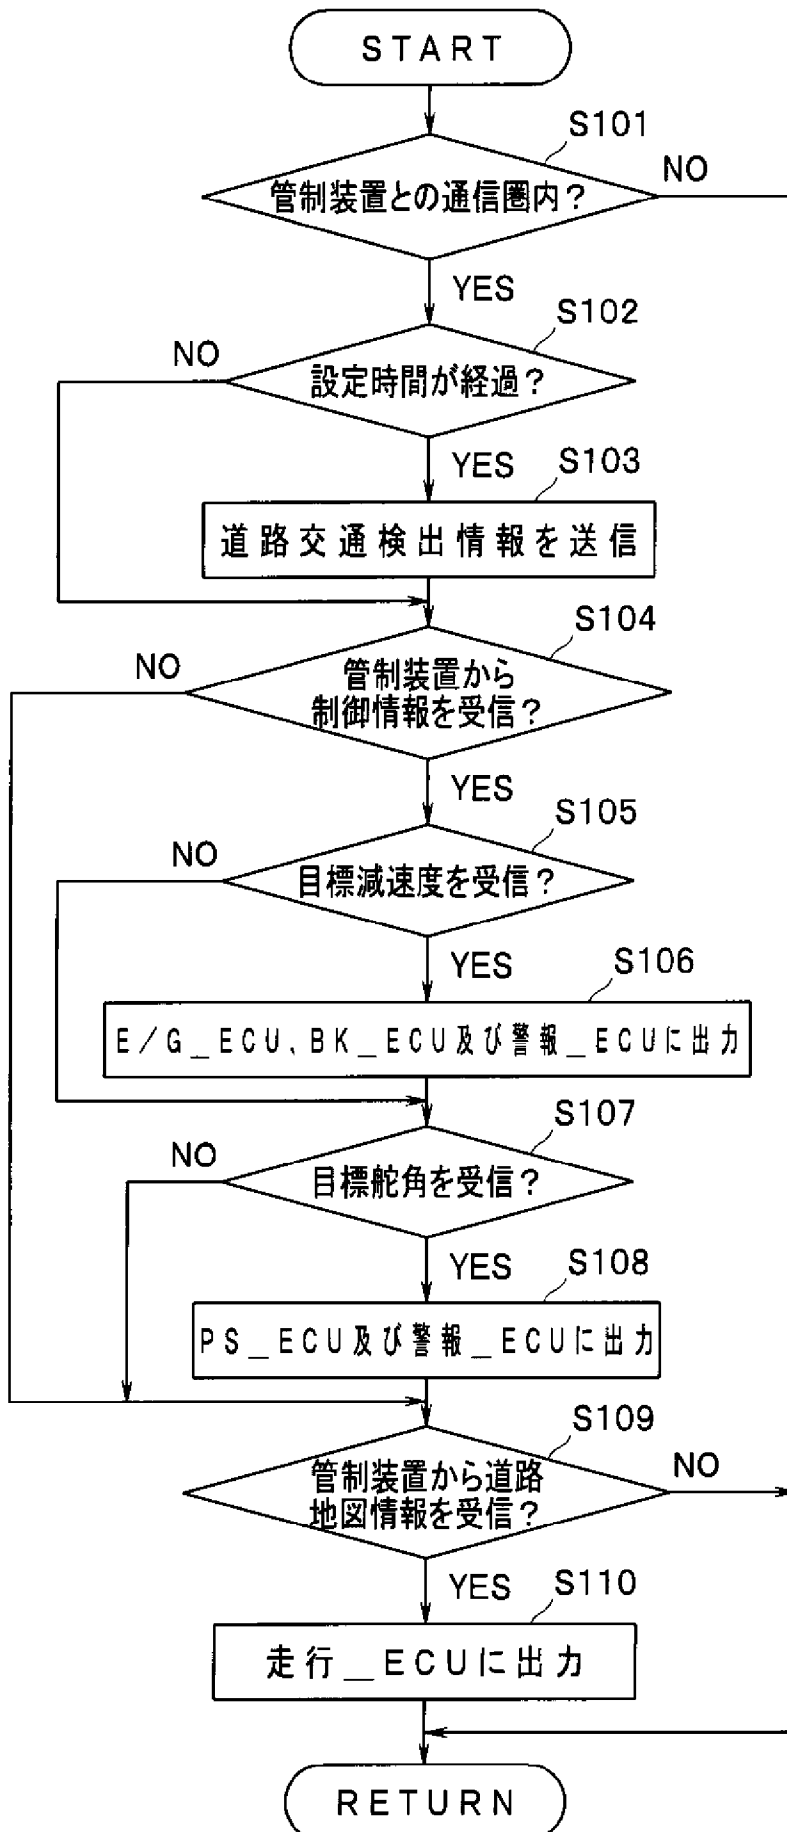 START
S101
管制装置との通信圏内?
NO
YES
S102
NO
設定時間が経過?
YES
S103
道路交通検出情報を送信
S104
NO
管制装置から
制御情報を受信?
YES
S105
NO
目標減速度を受信?
YES
S106
E/G_ECU、BK_ECU及び警報_ECUに出力
S107
NO
目標舵角を受信?
YES
S108
PS_ECU及び警報_ECUに出力
S109
管制装置から道路
地図情報を受信?
NO
YES
S110
走行_ECUに出力
RETURN